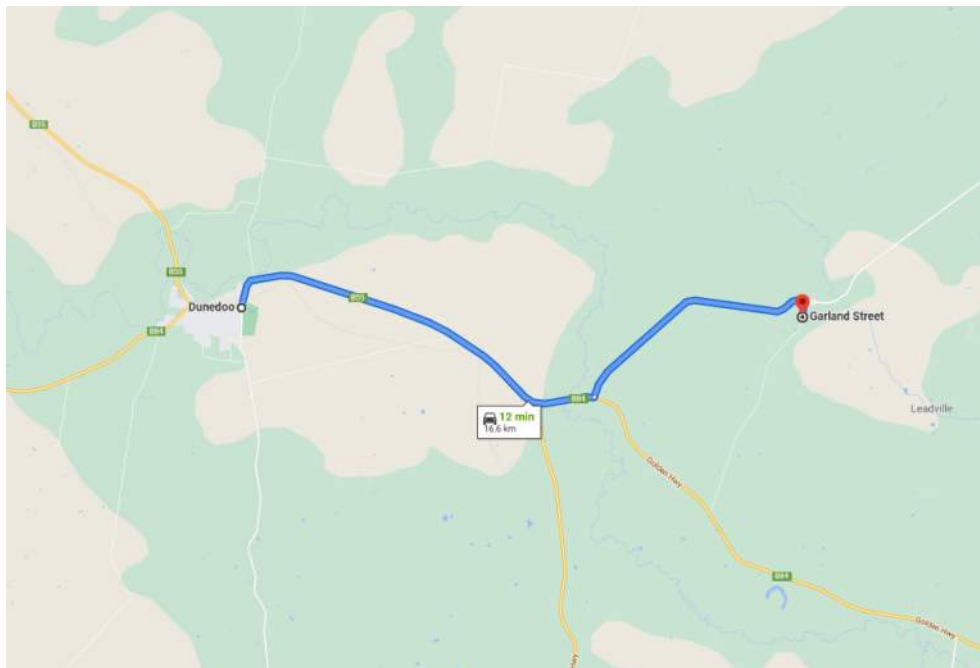 B55
B55
Dunedoo
B55
B84
Garland Street
B84
12 min
16.6 km
Leadville
Golden Hwy
B84
Golden Hwy
Hwy